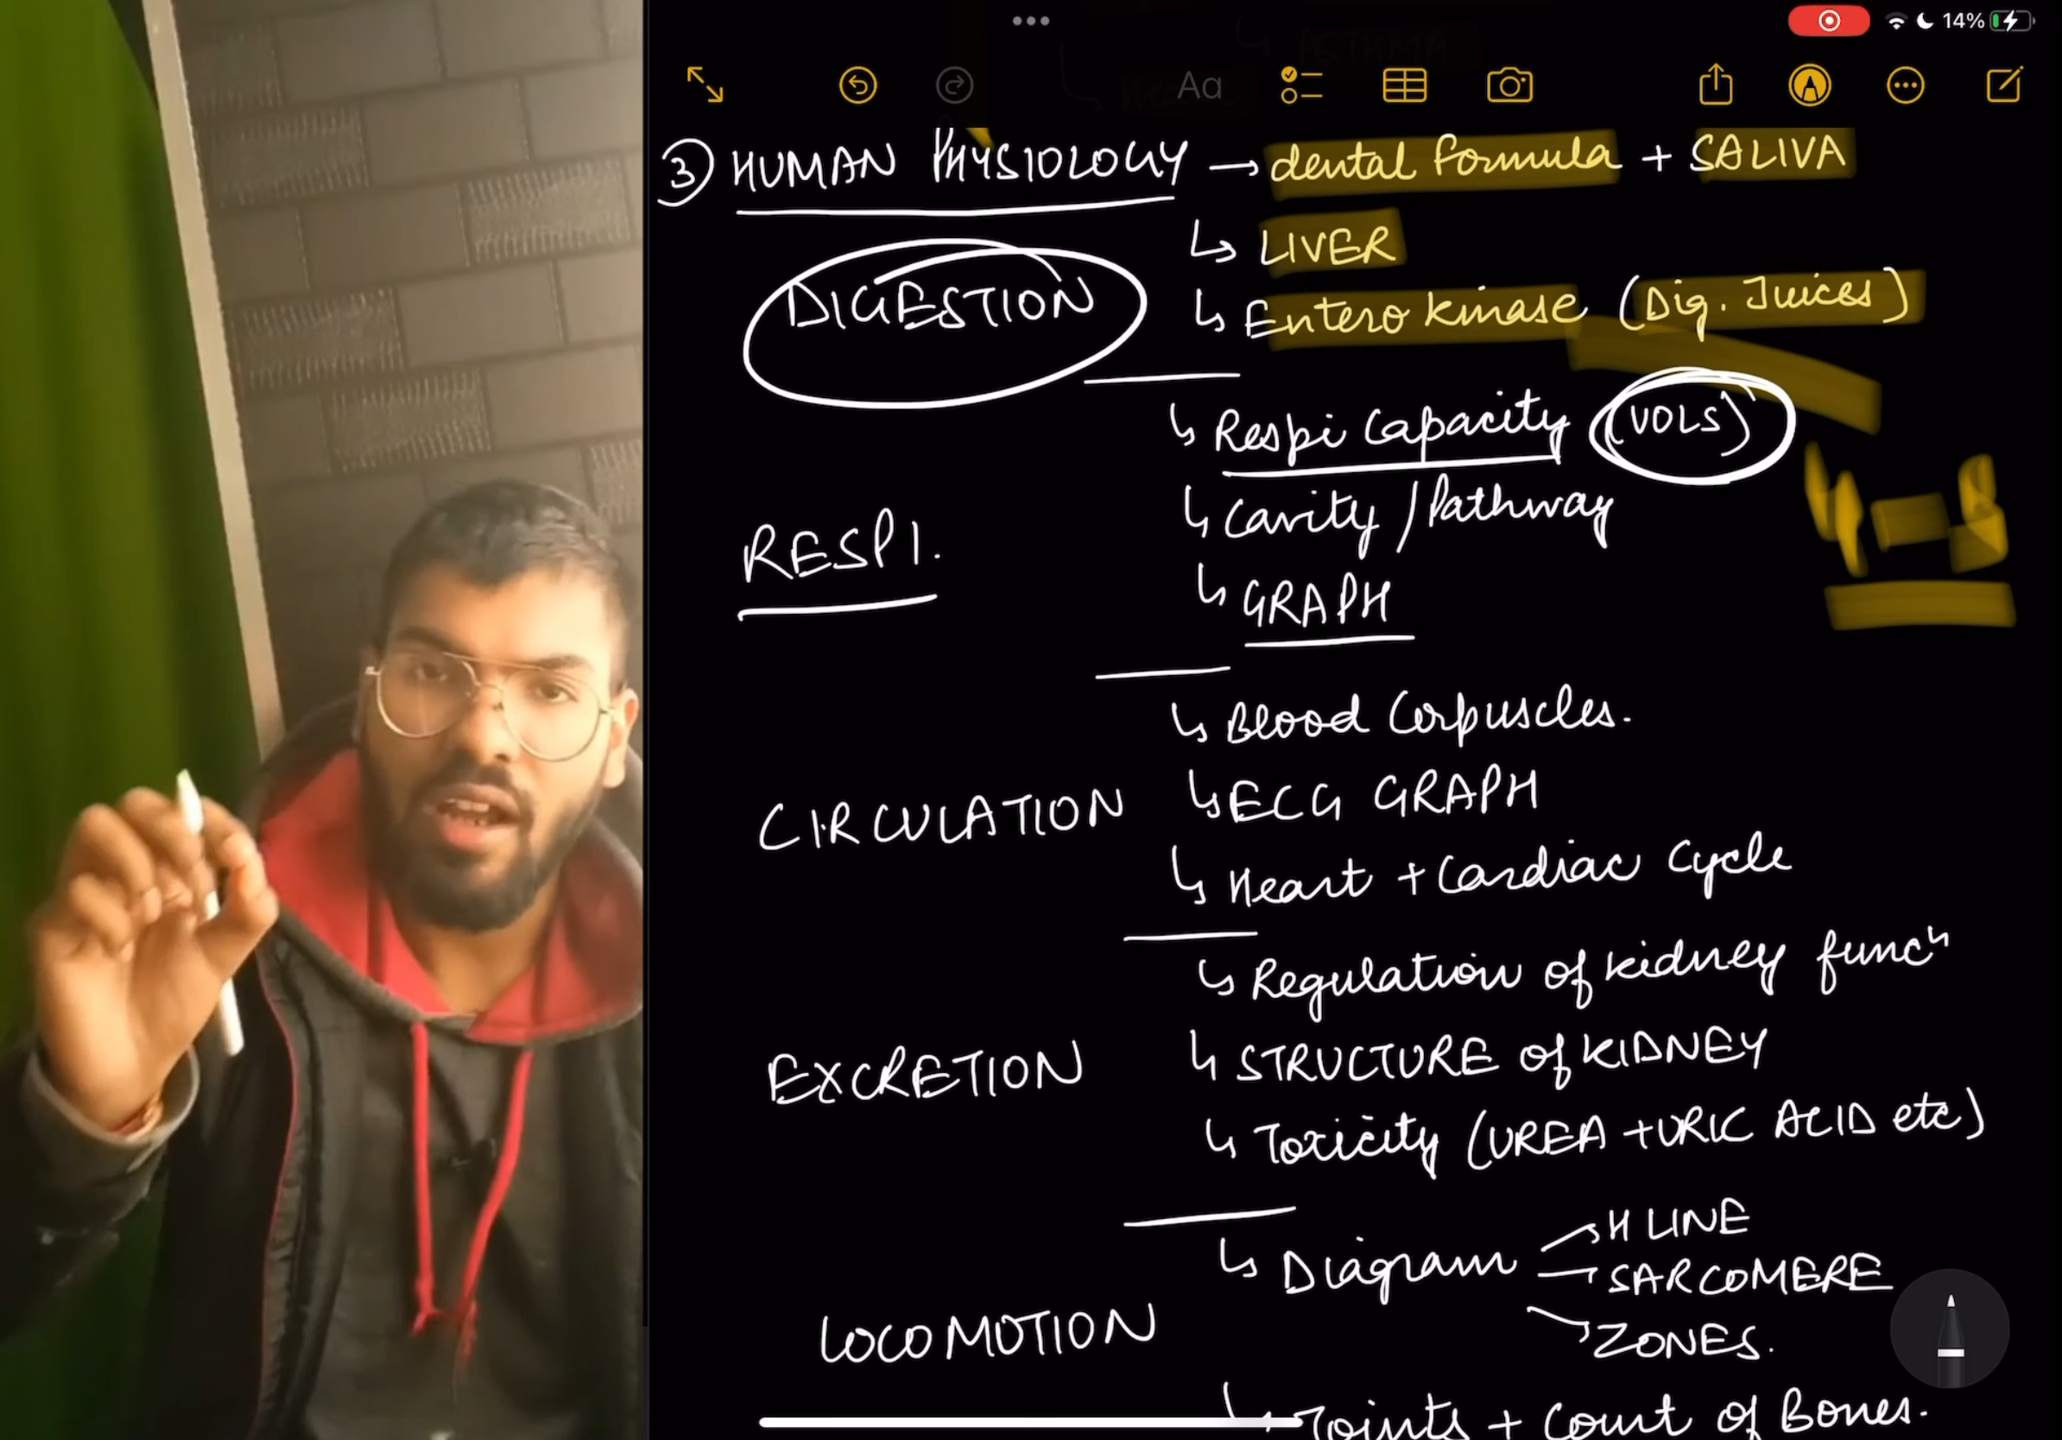 14%
Aa
③ HUMAN PHYSIOLOGY → dental formula + SALIVA
↳ LIVER
DIGESTION
↳ Entero kinase (Dig. Juices)
↳ Respi Capacity (VOLS)
↳ Cavity / Pathway
RESPI.
↳ GRAPH
↳ Blood Corpuscles.
CIRCULATION
↳ ECG GRAPH
↳ Heart + Cardiac Cycle
↳ Regulation of kidney funcⁿ
EXCRETION
↳ STRUCTURE of KIDNEY
↳ Toxicity (UREA + URIC ACID etc)
↳ Diagram → H LINE
→ SARCOMERE
→ ZONES.
LOCOMOTION
↳ Joints + Count of Bones.